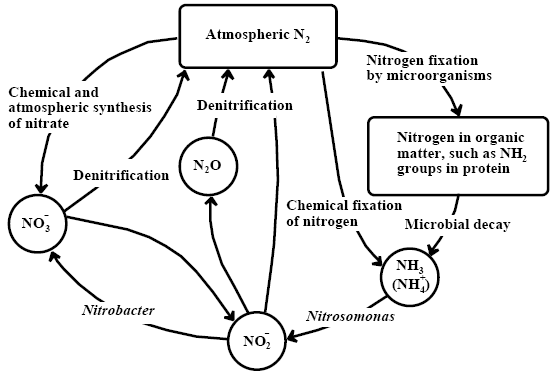 Atmospheric N₂
Nitrogen fixation
by microorganisms
Chemical and
atmospheric synthesis
of nitrate
Denitrification
Nitrogen in organic
matter, such as NH₂
groups in protein
N₂O
Denitrification
Chemical fixation
of nitrogen
Microbial decay
NO₃⁻
NH₃
(NH₄⁺)
Nitrobacter
Nitrosomonas
NO₂⁻